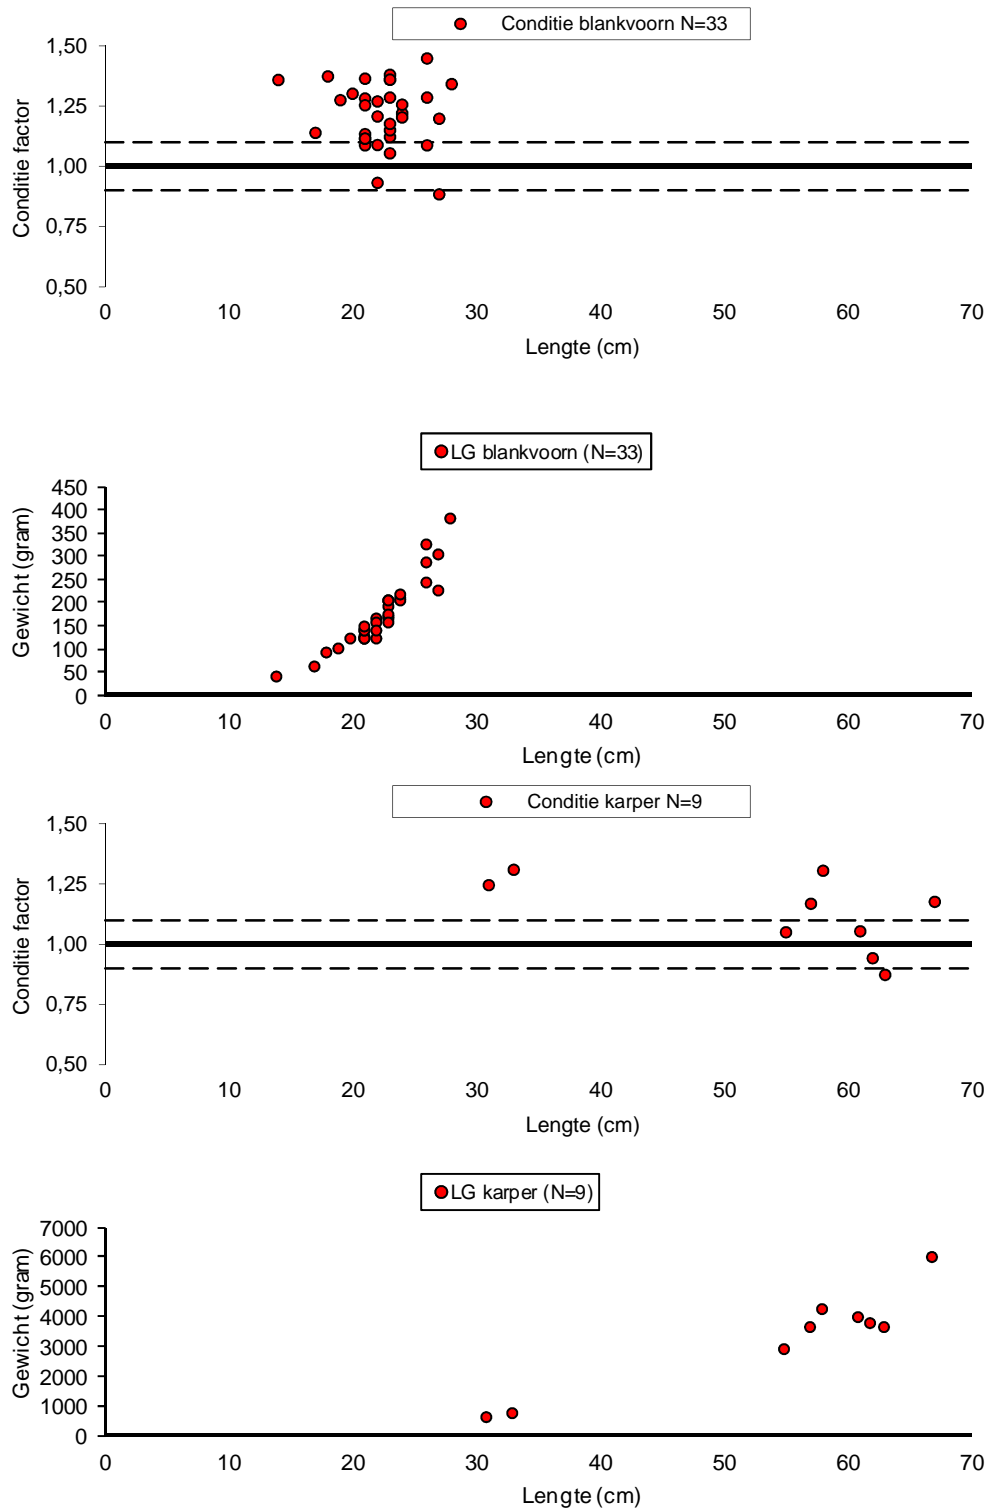 Conditie blankvoorn N=33
Conditie factor
1,50
1,25
1,00
0,75
0,50
0 10 20 30 40 50 60 70
Lengte (cm)
LG blankvoorn (N=33)
Gewicht (gram)
450
400
350
300
250
200
150
100
50
0
0 10 20 30 40 50 60 70
Lengte (cm)
Conditie karper N=9
Conditie factor
1,50
1,25
1,00
0,75
0,50
0 10 20 30 40 50 60 70
Lengte (cm)
LG karper (N=9)
Gewicht (gram)
7000
6000
5000
4000
3000
2000
1000
0
0 10 20 30 40 50 60 70
Lengte (cm)